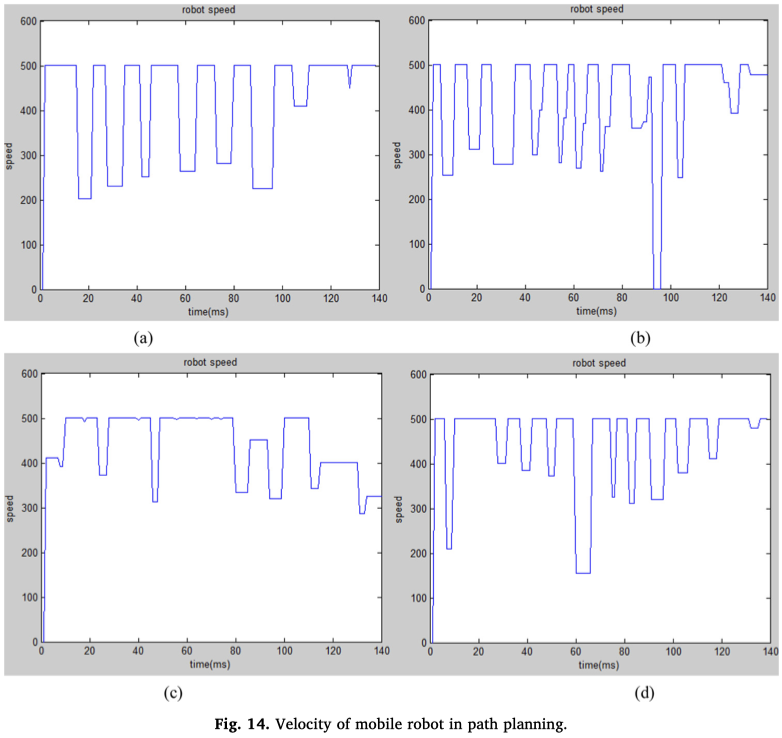 robot speed
600
500
400
300
200
100
0
speed
0 20 40 60 80 100 120 140
time(ms)
(a)
robot speed
600
500
400
300
200
100
0
speed
0 20 40 60 80 100 120 140
time(ms)
(b)
robot speed
600
500
400
300
200
100
0
speed
0 20 40 60 80 100 120 140
time(ms)
(c)
robot speed
600
500
400
300
200
100
0
speed
0 20 40 60 80 100 120 140
time(ms)
(d)
Fig. 14. Velocity of mobile robot in path planning.